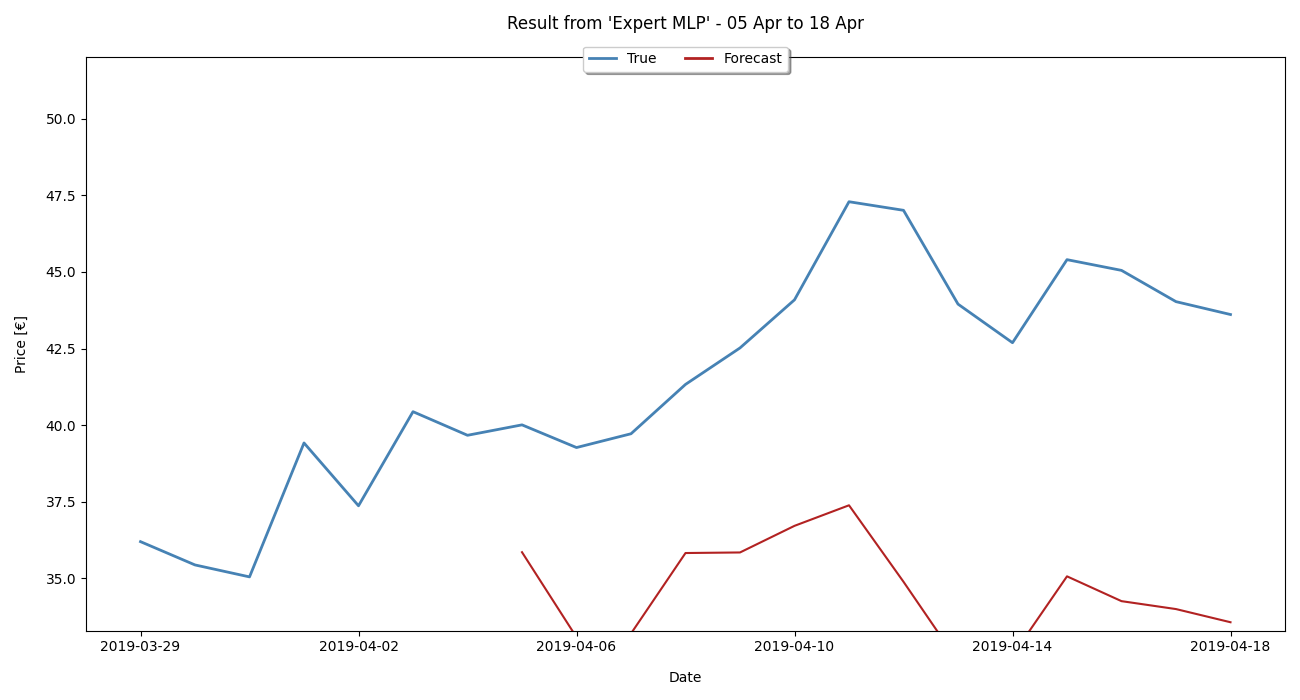 Result from 'Expert MLP' - 05 Apr to 18 Apr
True Forecast
50.0
47.5
45.0
42.5
40.0
37.5
35.0
Price [€]
2019-03-29 2019-04-02 2019-04-06 2019-04-10 2019-04-14 2019-04-18
Date